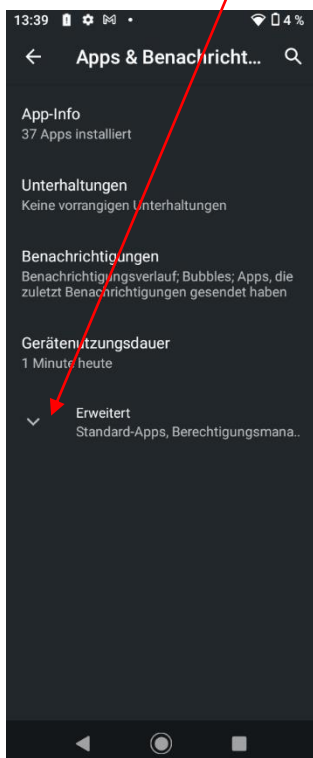 13:39 4 %
Apps & Benachricht...
App-Info
37 Apps installiert
Unterhaltungen
Keine vorrangigen Unterhaltungen
Benachrichtigungen
Benachrichtigungsverlauf; Bubbles; Apps, die
zuletzt Benachrichtigungen gesendet haben
Gerätenutzungsdauer
1 Minute heute
Erweitert
Standard-Apps, Berechtigungsmana..